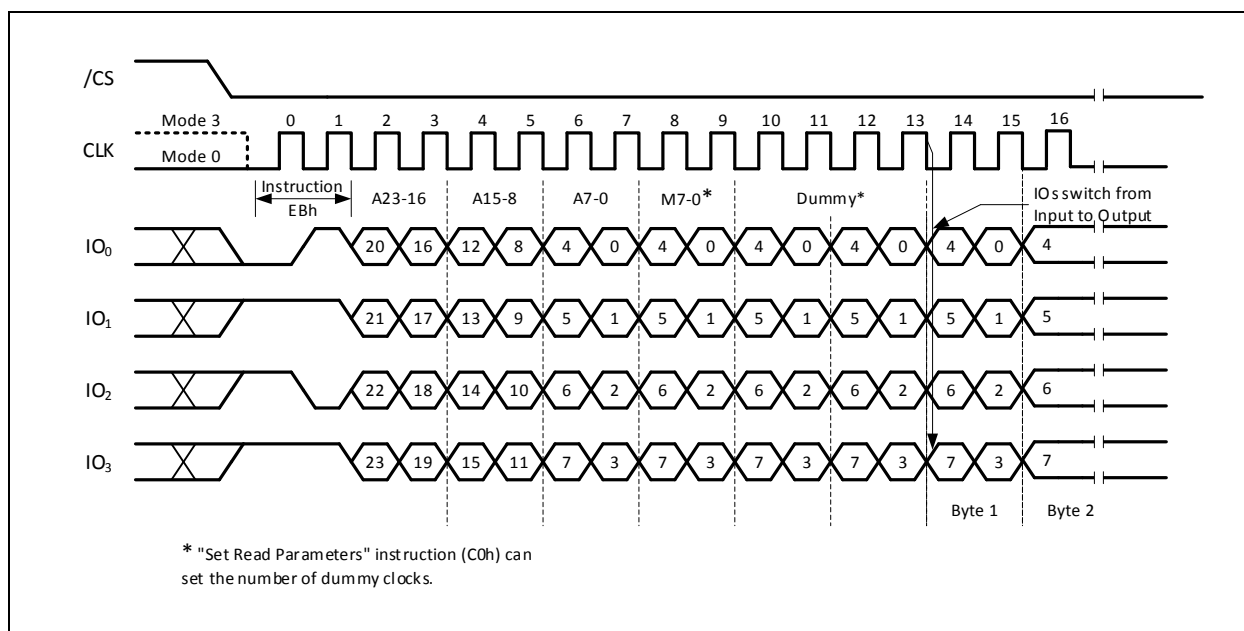 /CS
Mode 3 0 1 2 3 4 5 6 7 8 9 10 11 12 13 14 15 16
CLK
Mode 0
Instruction A23-16 A15-8 A7-0 M7-0* Dummy* IOs switch from
EBh Input to Output
IO0 20 16 12 8 4 0 4 0 4 0 4 0 4 0 4
IO1 21 17 13 9 5 1 5 1 5 1 5 1 5 1 5
IO2 22 18 14 10 6 2 6 2 6 2 6 2 6 2 6
IO3 23 19 15 11 7 3 7 3 7 3 7 3 7 3 7
Byte 1 Byte 2
* "Set Read Parameters" instruction (C0h) can
set the number of dummy clocks.